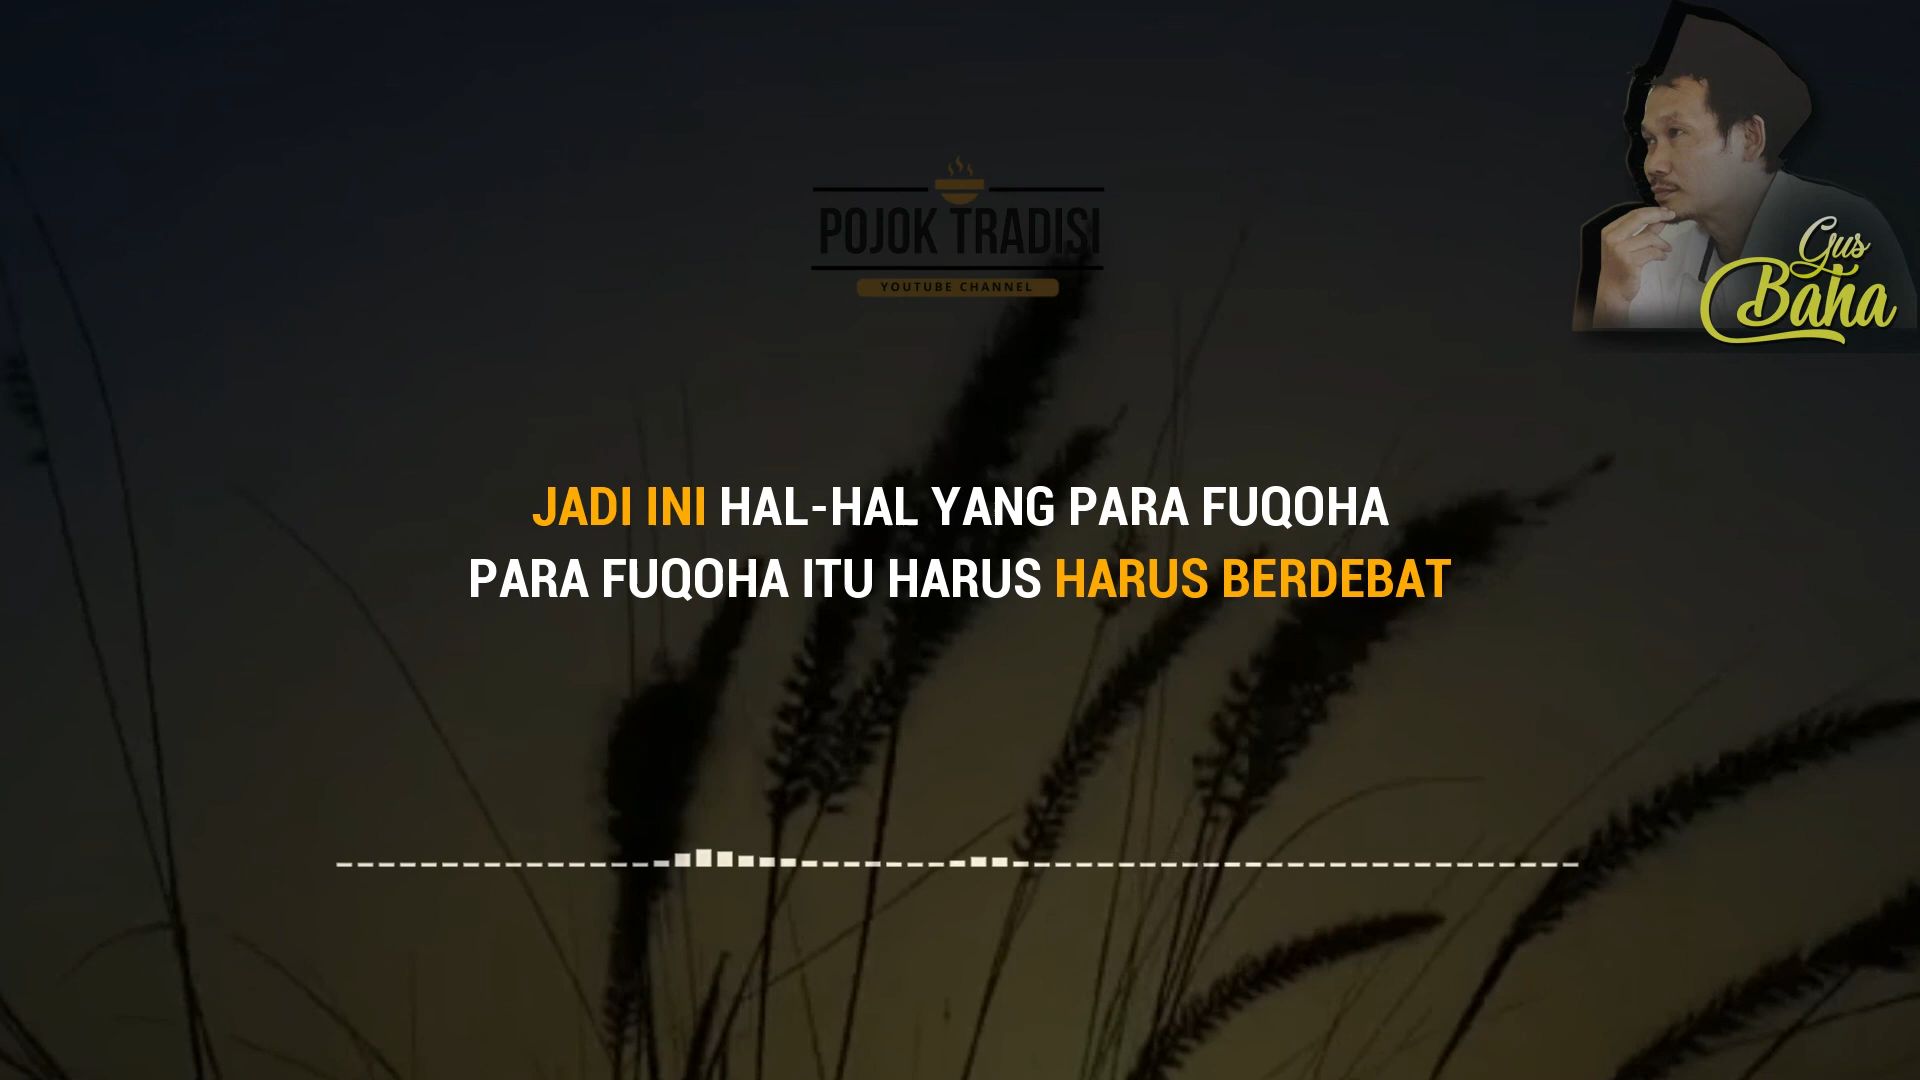 POJOK TRADISI
YOUTUBE CHANNEL
Gus
Baha
JADI INI HAL-HAL YANG PARA FUQOHA
PARA FUQOHA ITU HARUS HARUS BERDEBAT